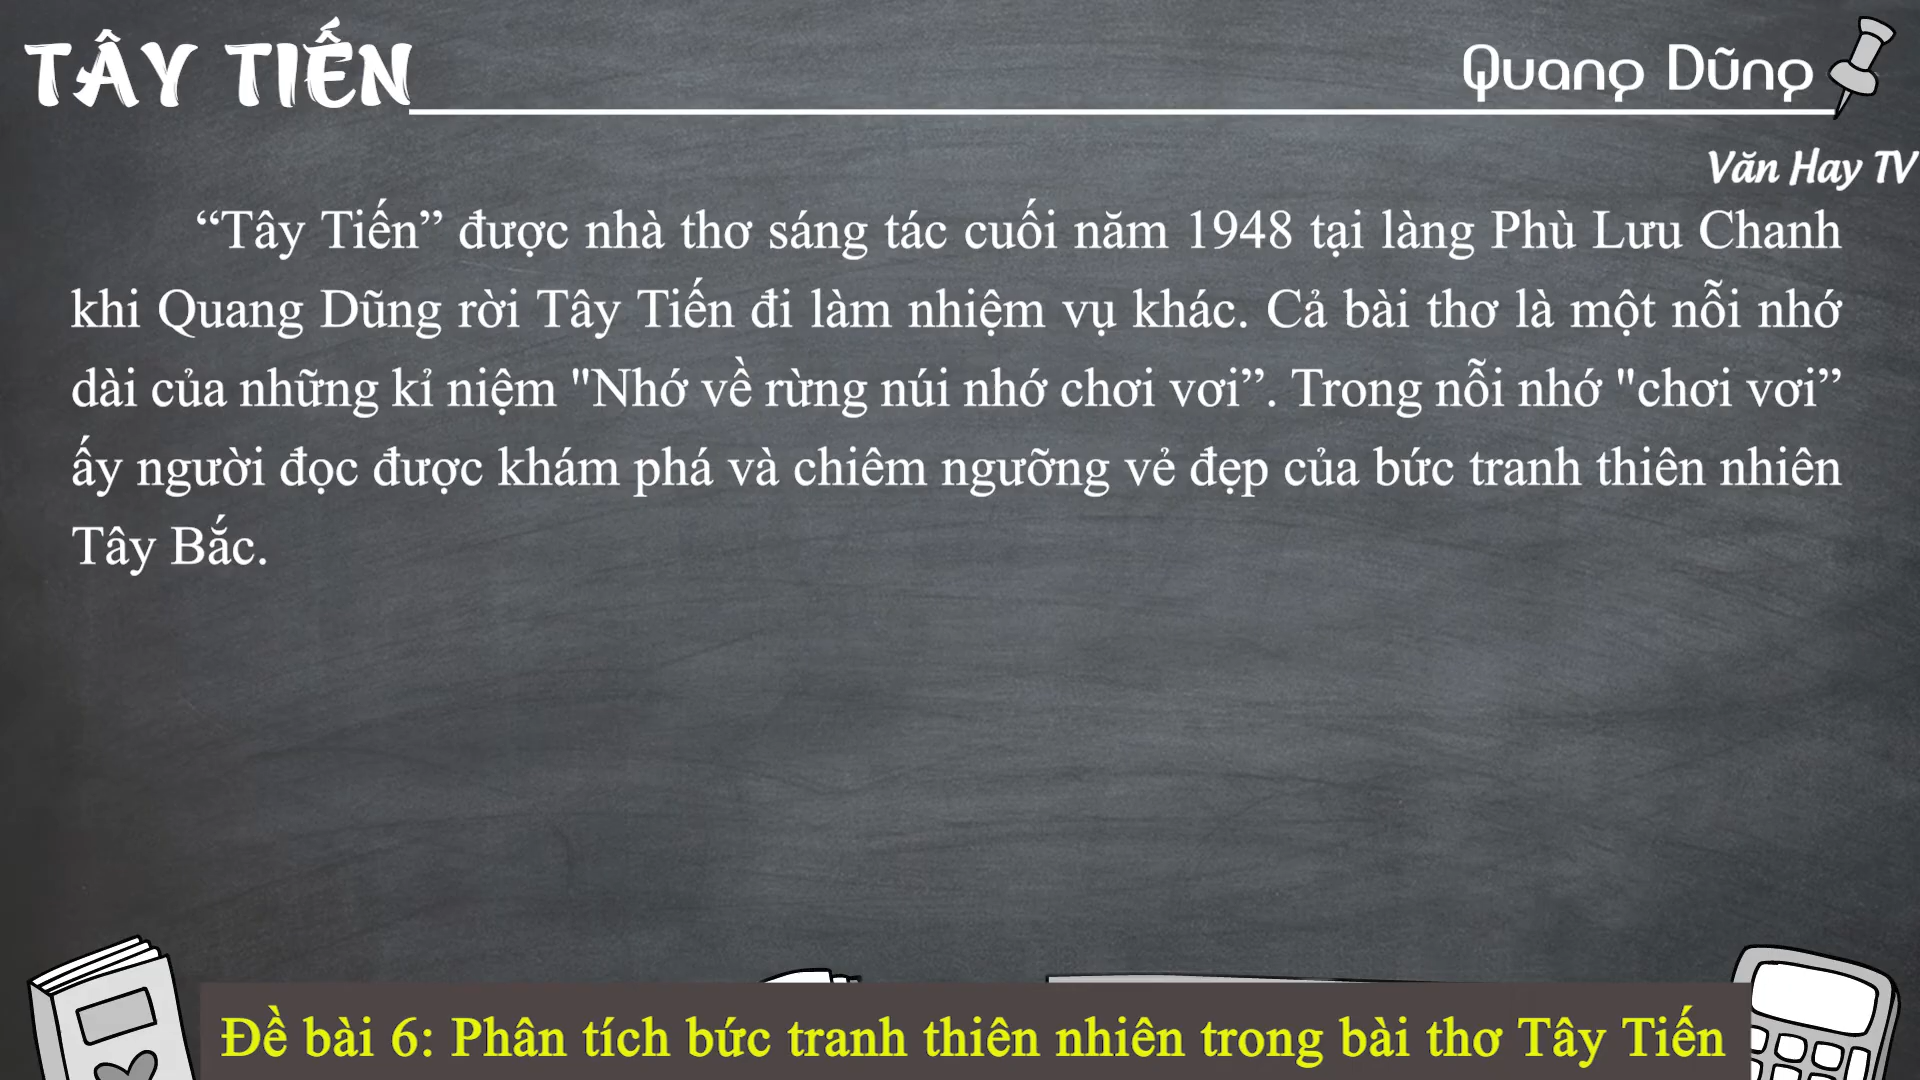 TÂY TIẾN
Quang Dũng
Văn Hay TV
“Tây Tiến” được nhà thơ sáng tác cuối năm 1948 tại làng Phù Lưu Chanh
khi Quang Dũng rời Tây Tiến đi làm nhiệm vụ khác. Cả bài thơ là một nỗi nhớ
dài của những kỉ niệm "Nhớ về rừng núi nhớ chơi vơi”. Trong nỗi nhớ "chơi vơi”
ấy người đọc được khám phá và chiêm ngưỡng vẻ đẹp của bức tranh thiên nhiên
Tây Bắc.
Đề bài 6: Phân tích bức tranh thiên nhiên trong bài thơ Tây Tiến